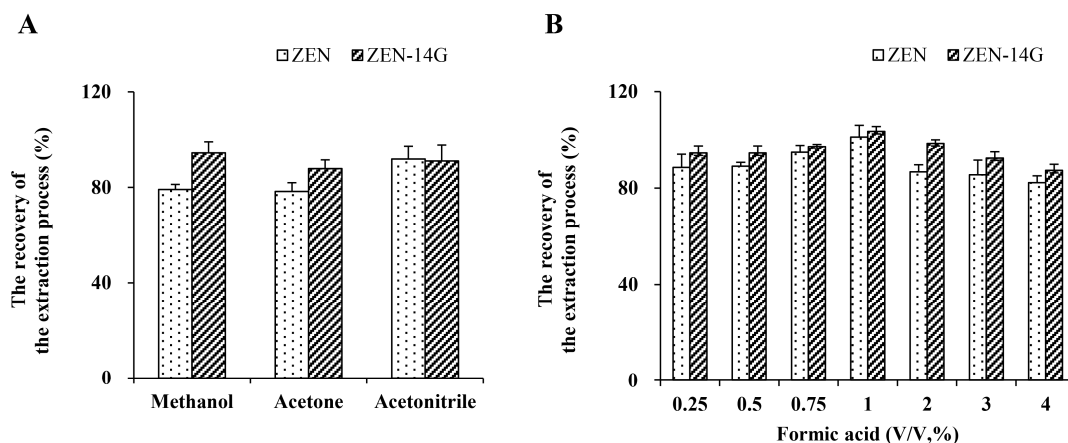 A
ZEN ZEN-14G
The recovery of
the extraction process (%)
120
80
40
0
Methanol Acetone Acetonitrile
B
ZEN ZEN-14G
The recovery of
the extraction process (%)
120
80
40
0
0.25 0.5 0.75 1 2 3 4
Formic acid (V/V,%)